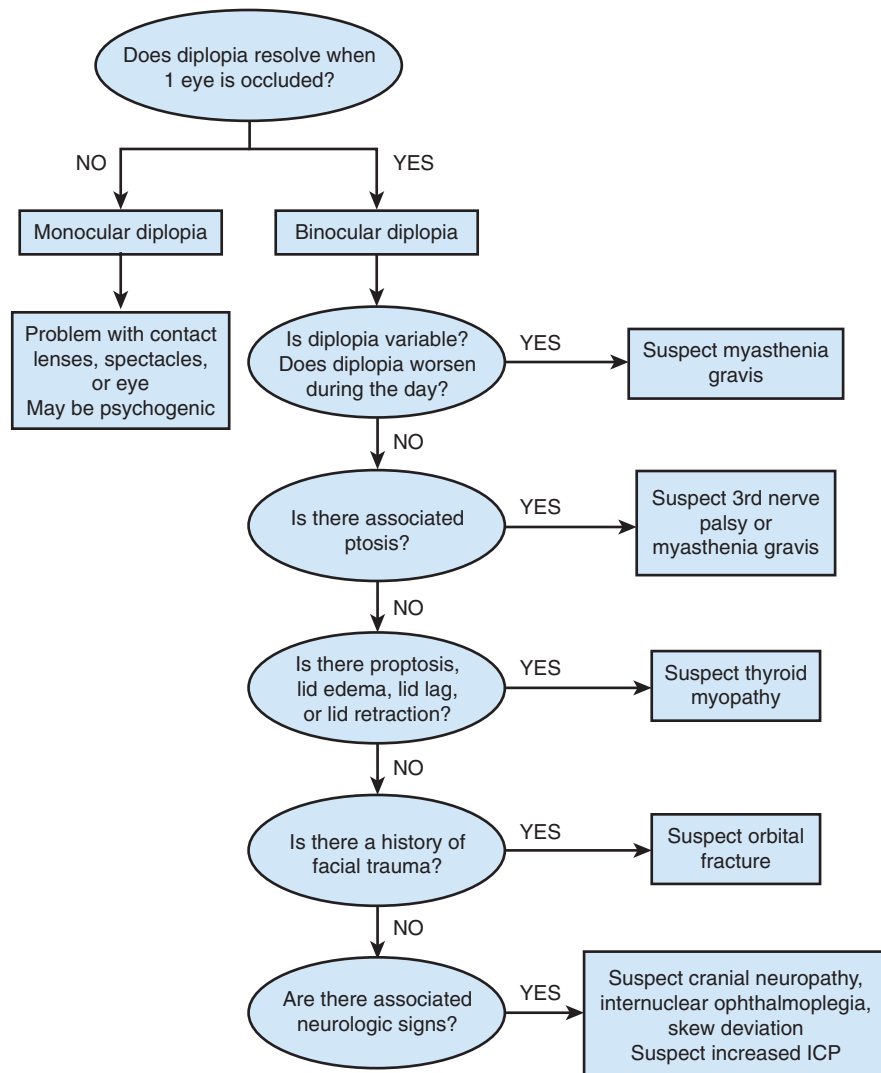 Does diplopia resolve when
1 eye is occluded?
NO
YES
Monocular diplopia
Binocular diplopia
Problem with contact
lenses, spectacles,
or eye
May be psychogenic
Is diplopia variable?
Does diplopia worsen
during the day?
YES
Suspect myasthenia
gravis
NO
Is there associated
ptosis?
YES
Suspect 3rd nerve
palsy or
myasthenia gravis
NO
Is there proptosis,
lid edema, lid lag,
or lid retraction?
YES
Suspect thyroid
myopathy
NO
Is there a history of
facial trauma?
YES
Suspect orbital
fracture
NO
Are there associated
neurologic signs?
YES
Suspect cranial neuropathy,
internuclear ophthalmoplegia,
skew deviation
Suspect increased ICP